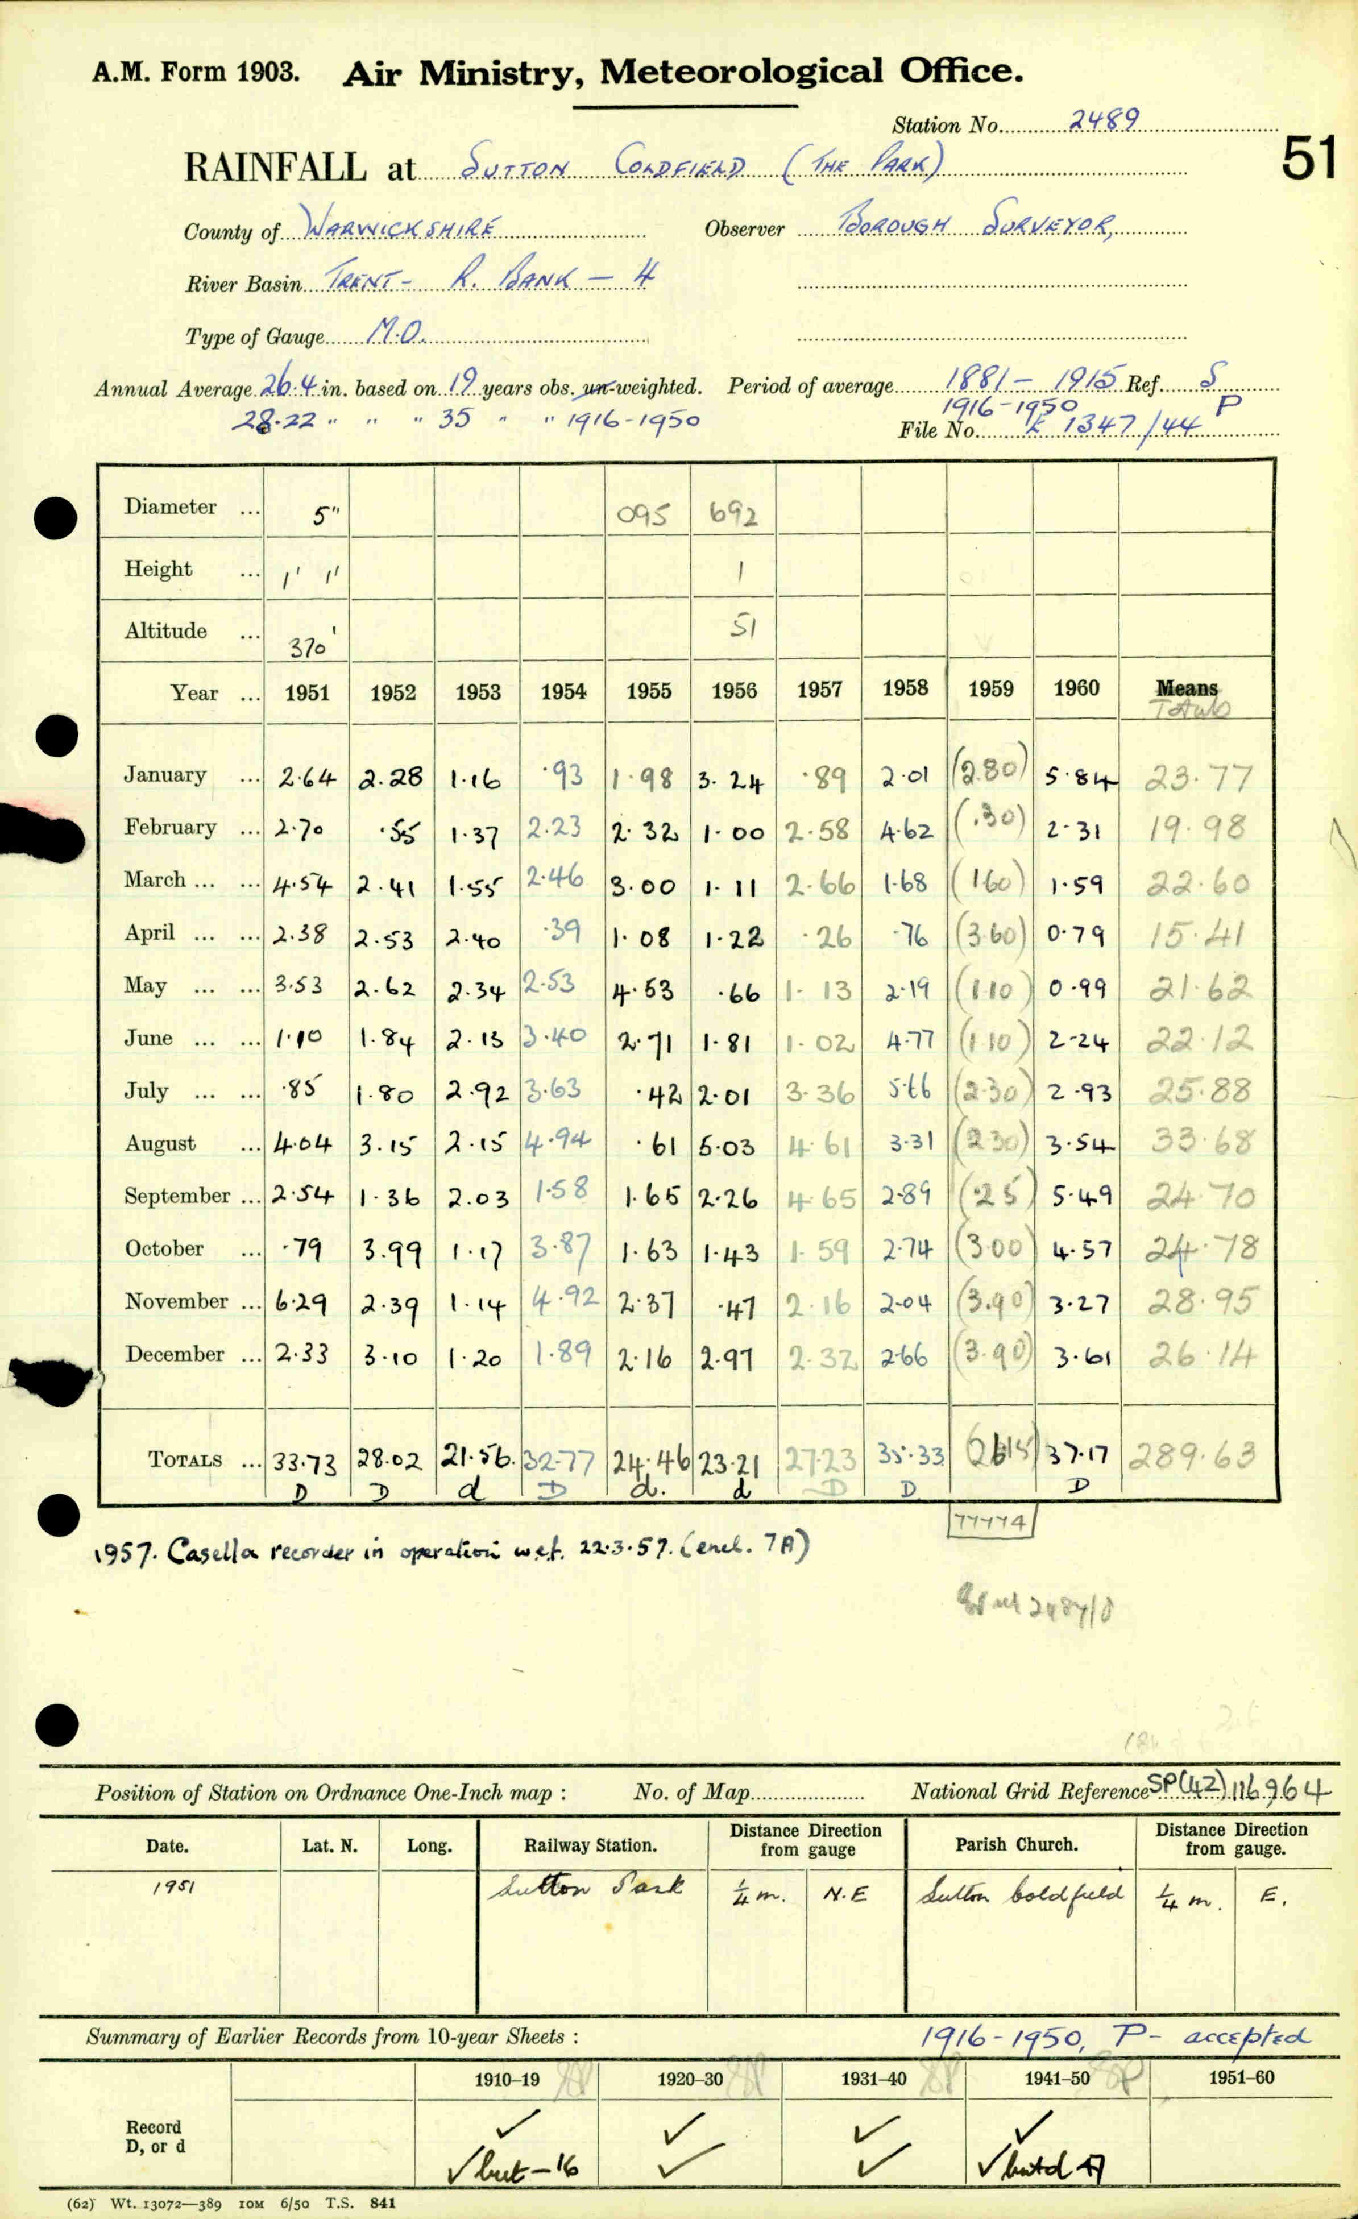 A.M. Form 1903. Air Ministry, Meteorological Office.
Station No. 2489
51
RAINFALL at SUTTON COLDFIELD (THE PARK)
County of WARWICKSHIRE Observer BOROUGH SURVEYOR,
River Basin TRENT - R. BANK - 4
Type of Gauge M.O.
Annual Average 26.4 in. based on 19 years obs. un-weighted. Period of average 1881 - 1915 Ref. S
28.22 " " " 35 " " 1916-1950 1916-1950 P
File No. E 1347/44
Diameter ... 5" 095 692
Height ... 1' 1" 1
Altitude ... 370' 51
Year ... 1951 1952 1953 1954 1955 1956 1957 1958 1959 1960 Means
Totals
January ... 2.64 2.28 1.16 .93 1.98 3.24 .89 2.01 (2.80) 5.84 23.77
February ... 2.70 .55 1.37 2.23 2.32 1.00 2.58 4.62 (.30) 2.31 19.98
March ... ... 4.54 2.41 1.55 2.46 3.00 1.11 2.66 1.68 (1.60) 1.59 22.60
April ... ... 2.38 2.53 2.40 .39 1.08 1.22 .26 .76 (3.60) 0.79 15.41
May ... ... 3.53 2.62 2.34 2.53 4.53 .66 1.13 2.19 (1.10) 0.99 21.62
June ... ... 1.10 1.84 2.13 3.40 2.71 1.81 1.02 4.77 (1.10) 2.24 22.12
July ... ... .85 1.80 2.92 3.63 .42 2.01 3.36 5.66 (2.30) 2.93 25.88
August ... 4.04 3.15 2.15 4.94 .61 5.03 4.61 3.31 (2.30) 3.54 33.68
September ... 2.54 1.36 2.03 1.58 1.65 2.26 4.65 2.89 (.25) 5.49 24.70
October ... .79 3.99 1.17 3.87 1.63 1.43 1.59 2.74 (3.00) 4.57 24.78
November ... 6.29 2.39 1.14 4.92 2.37 .47 2.16 2.04 (3.90) 3.27 28.95
December ... 2.33 3.10 1.20 1.89 2.16 2.97 2.32 2.66 (3.90) 3.61 26.14
TOTALS ... 33.73 28.02 21.56 32.77 24.46 23.21 27.23 35.33 (26.15) 37.17 289.63
D D d D d. d D D D
77774
1957. Casella recorder in operation w.e.f. 22.3.57. (encl. 7A)
Position of Station on Ordnance One-Inch map : No. of Map National Grid Reference SP(42) 116,964
Date. Lat. N. Long. Railway Station. Distance from gauge Direction Parish Church. Distance from gauge. Direction
1951 Sutton Park ¼ m. N.E Sutton Coldfield ¼ m. E.
Summary of Earlier Records from 10-year Sheets : 1916-1950, P- accepted
1910–19 1920–30 1931–40 1941–50 1951–60
Record ✓ ✓ ✓ ✓
D, or d ✓ but - 16 ✓ ✓ ✓ but d 47
(62) Wt. 13072—389 10M 6/50 T.S. 841